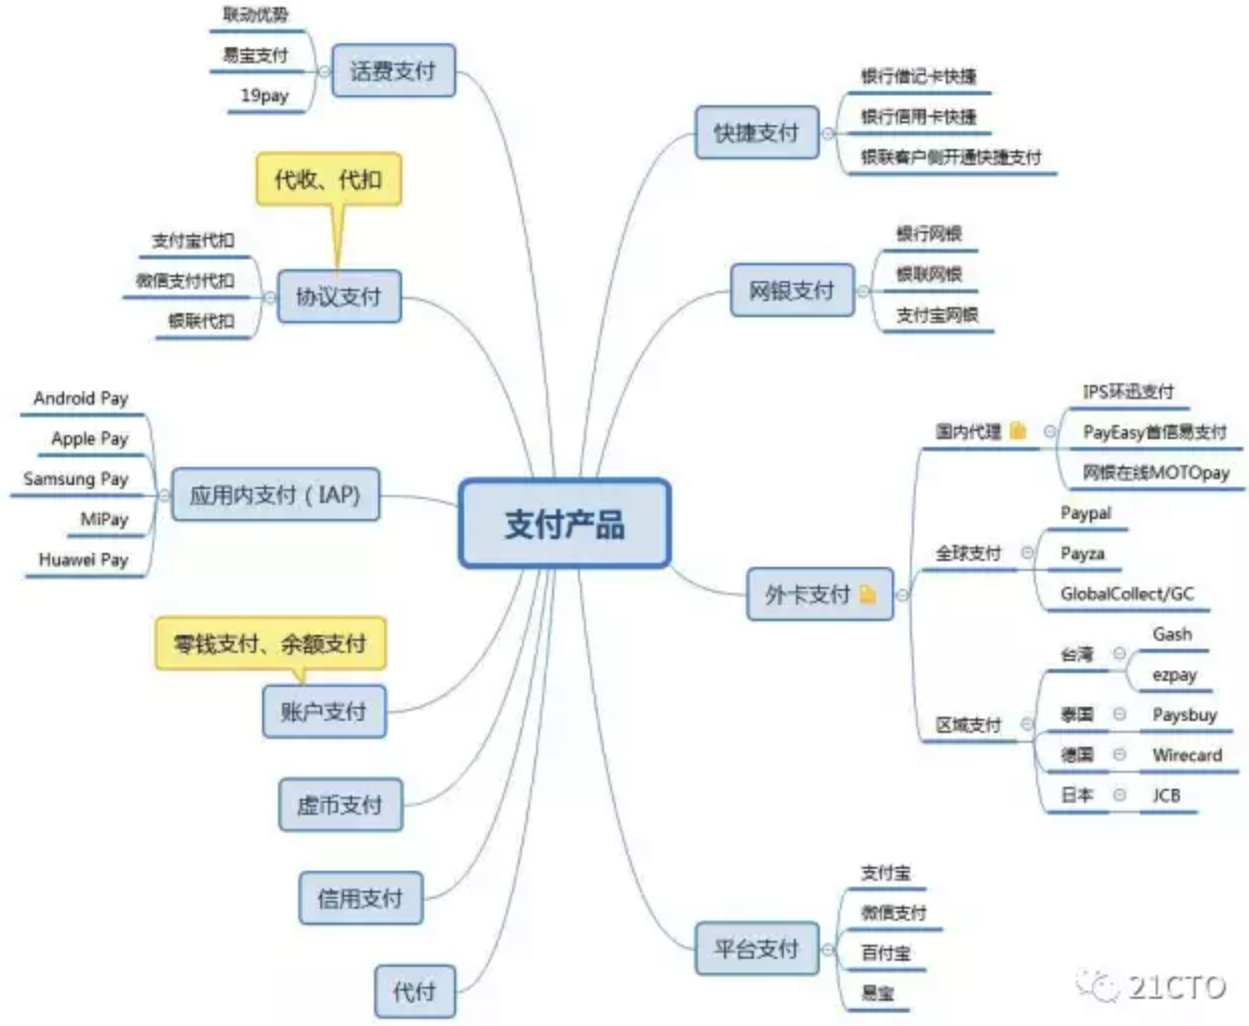 支付产品
快捷支付
银行借记卡快捷
银行信用卡快捷
银联客户侧开通快捷支付
网银支付
银行网银
银联网银
支付宝网银
外卡支付
国内代理
IPS环迅支付
PayEasy首信易支付
网银在线MOTOpay
全球支付
Paypal
Payza
GlobalCollect/GC
区域支付
台湾
Gash
ezpay
泰国
Paysbuy
德国
Wirecard
日本
JCB
平台支付
支付宝
微信支付
百付宝
易宝
话费支付
联动优势
易宝支付
19pay
代收、代扣
协议支付
支付宝代扣
微信支付代扣
银联代扣
应用内支付（IAP)
Android Pay
Apple Pay
Samsung Pay
MiPay
Huawei Pay
零钱支付、余额支付
账户支付
虚币支付
信用支付
代付
21CTO